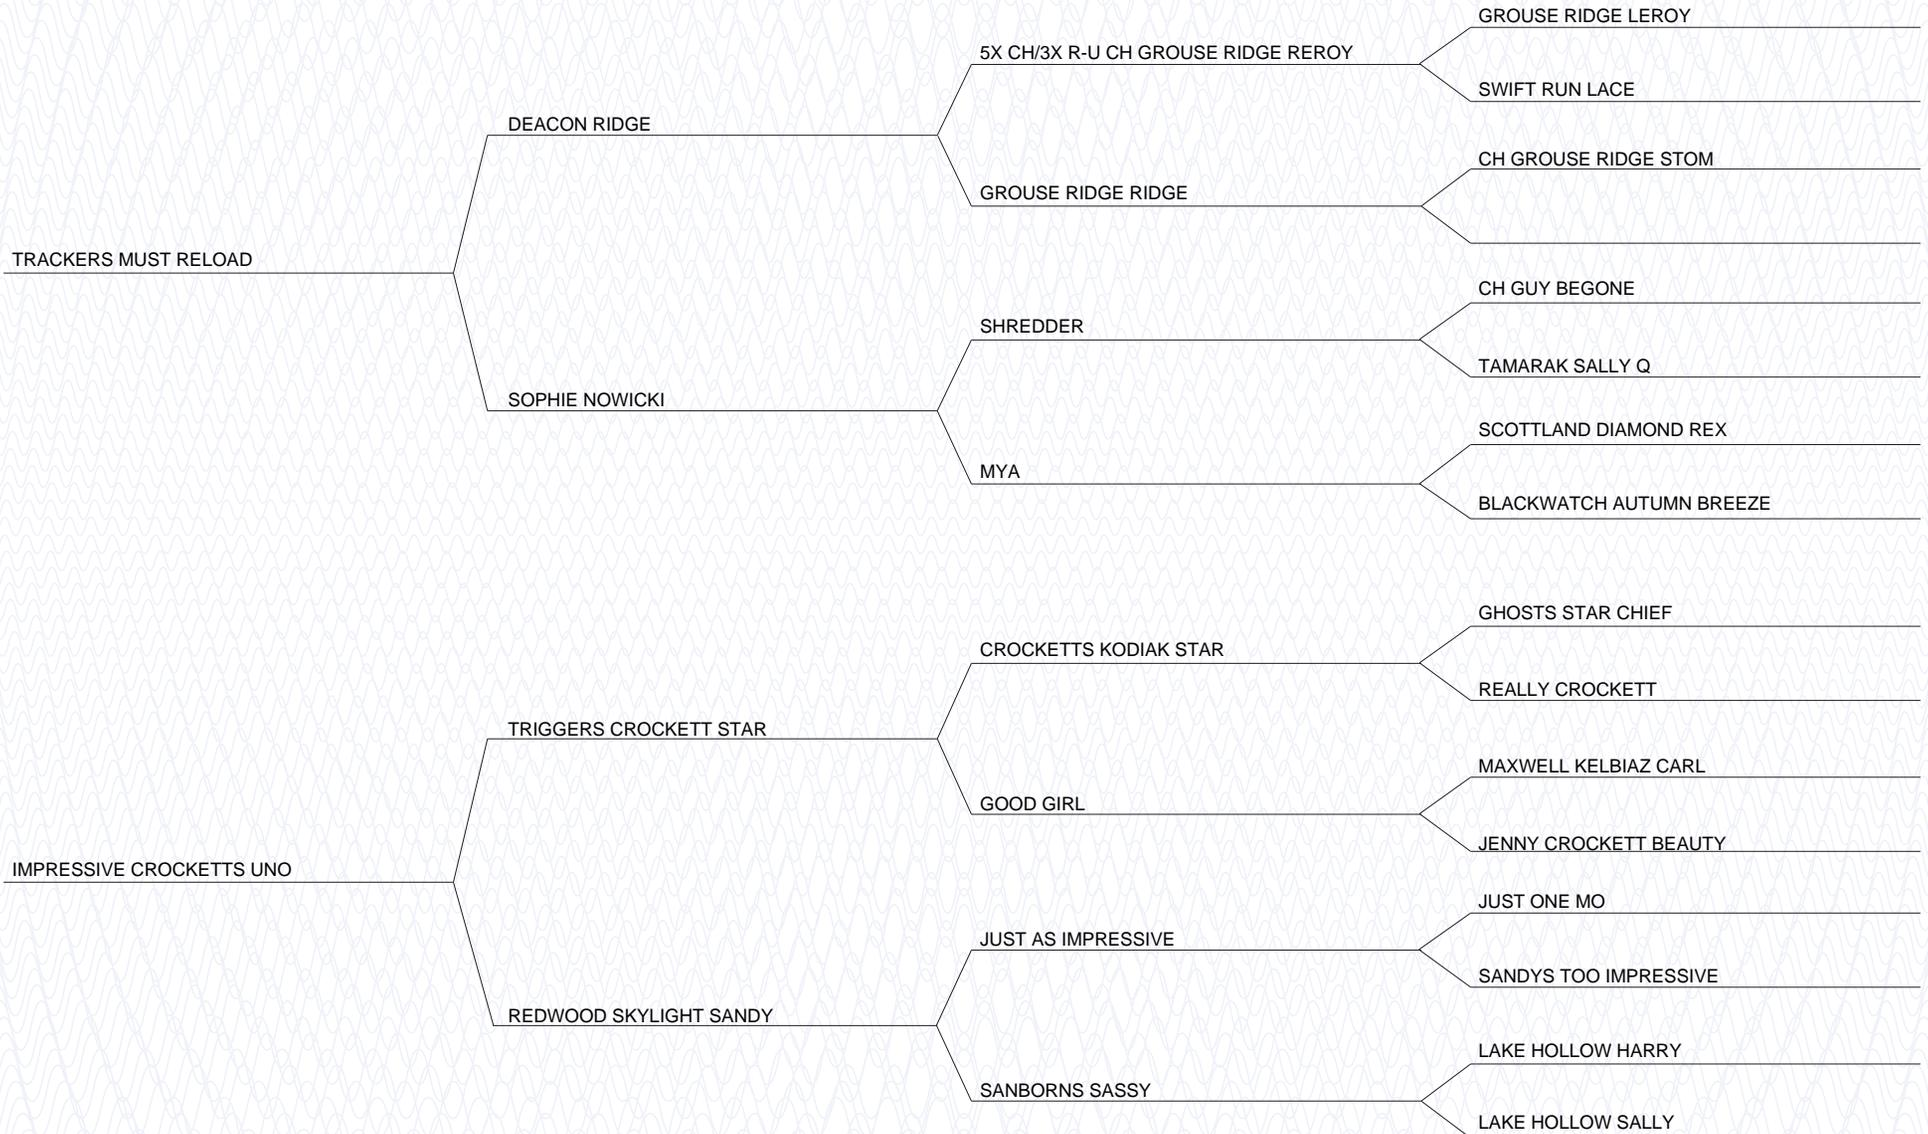 GROUSE RIDGE LEROY
5X CH/3X R-U CH GROUSE RIDGE REROY
SWIFT RUN LACE
DEACON RIDGE
CH GROUSE RIDGE STOM
GROUSE RIDGE RIDGE
TRACKERS MUST RELOAD
CH GUY BEGONE
SHREDDER
TAMARAK SALLY Q
SOPHIE NOWICKI
SCOTTLAND DIAMOND REX
MYA
BLACKWATCH AUTUMN BREEZE
GHOSTS STAR CHIEF
CROCKETTS KODIAK STAR
REALLY CROCKETT
TRIGGERS CROCKETT STAR
MAXWELL KELBIAZ CARL
GOOD GIRL
JENNY CROCKETT BEAUTY
IMPRESSIVE CROCKETTS UNO
JUST ONE MO
JUST AS IMPRESSIVE
SANDYS TOO IMPRESSIVE
REDWOOD SKYLIGHT SANDY
LAKE HOLLOW HARRY
SANBORNS SASSY
LAKE HOLLOW SALLY